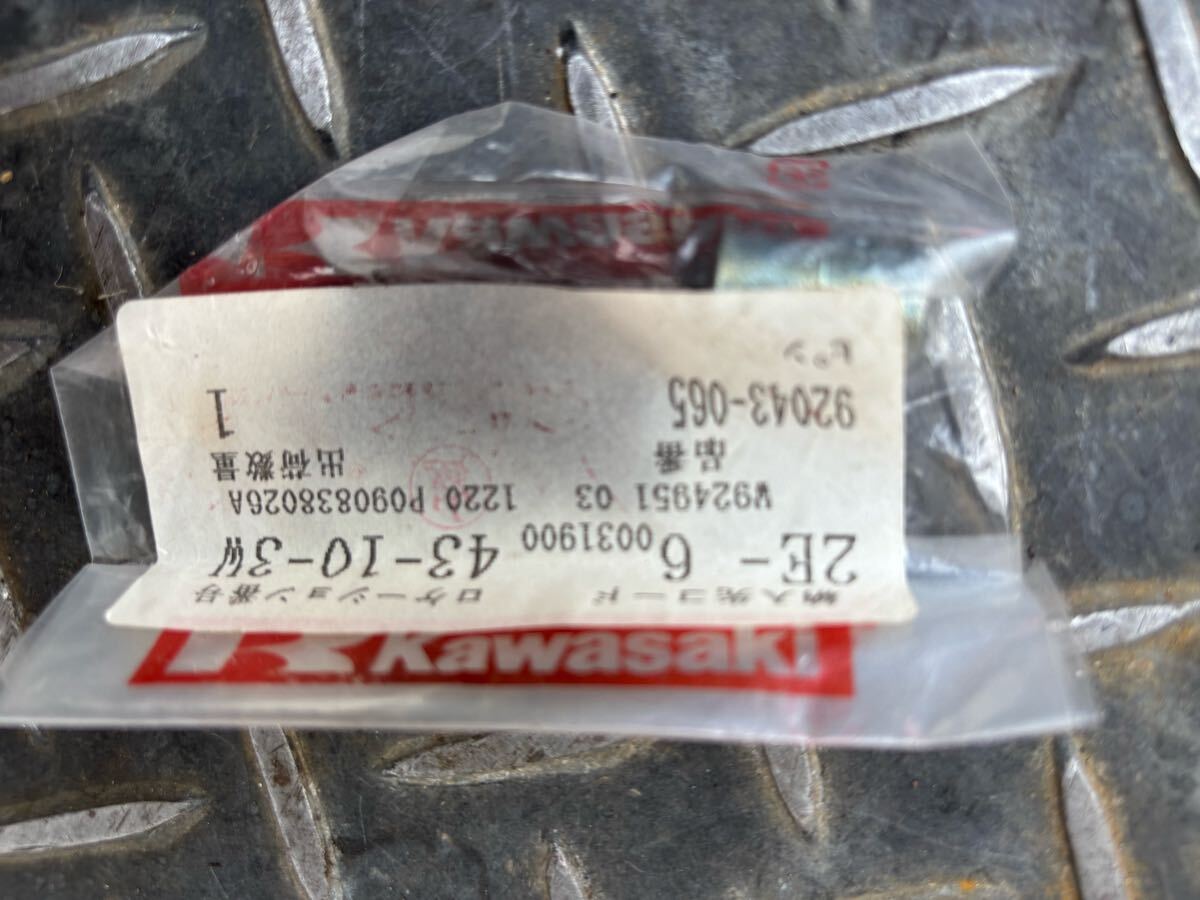 Kawasaki
納入先コード ロケーション番号
2E-6 0031900 43-10-3W
W924951 03 1220 P090838026A
品番 出荷数量
92043-065 1
ピン
Kawasaki